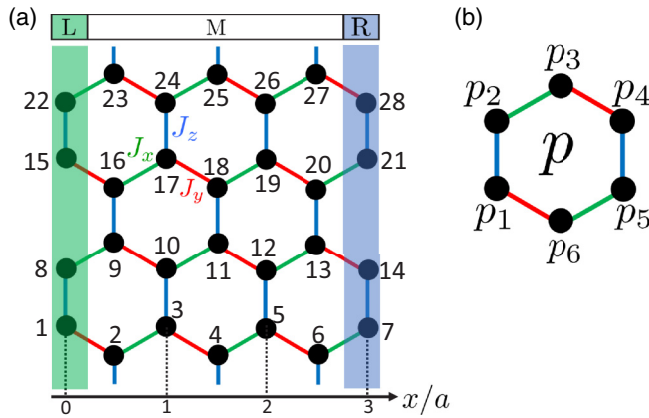 (a)
L M R
22 23 24 25 26 27 28
J_x J_z
15 16 17 18 19 20 21
J_y
8 9 10 11 12 13 14
1 2 3 4 5 6 7
0 1 2 3 x/a
(b)
p_3
p_2 p_4
p
p_1 p_5
p_6